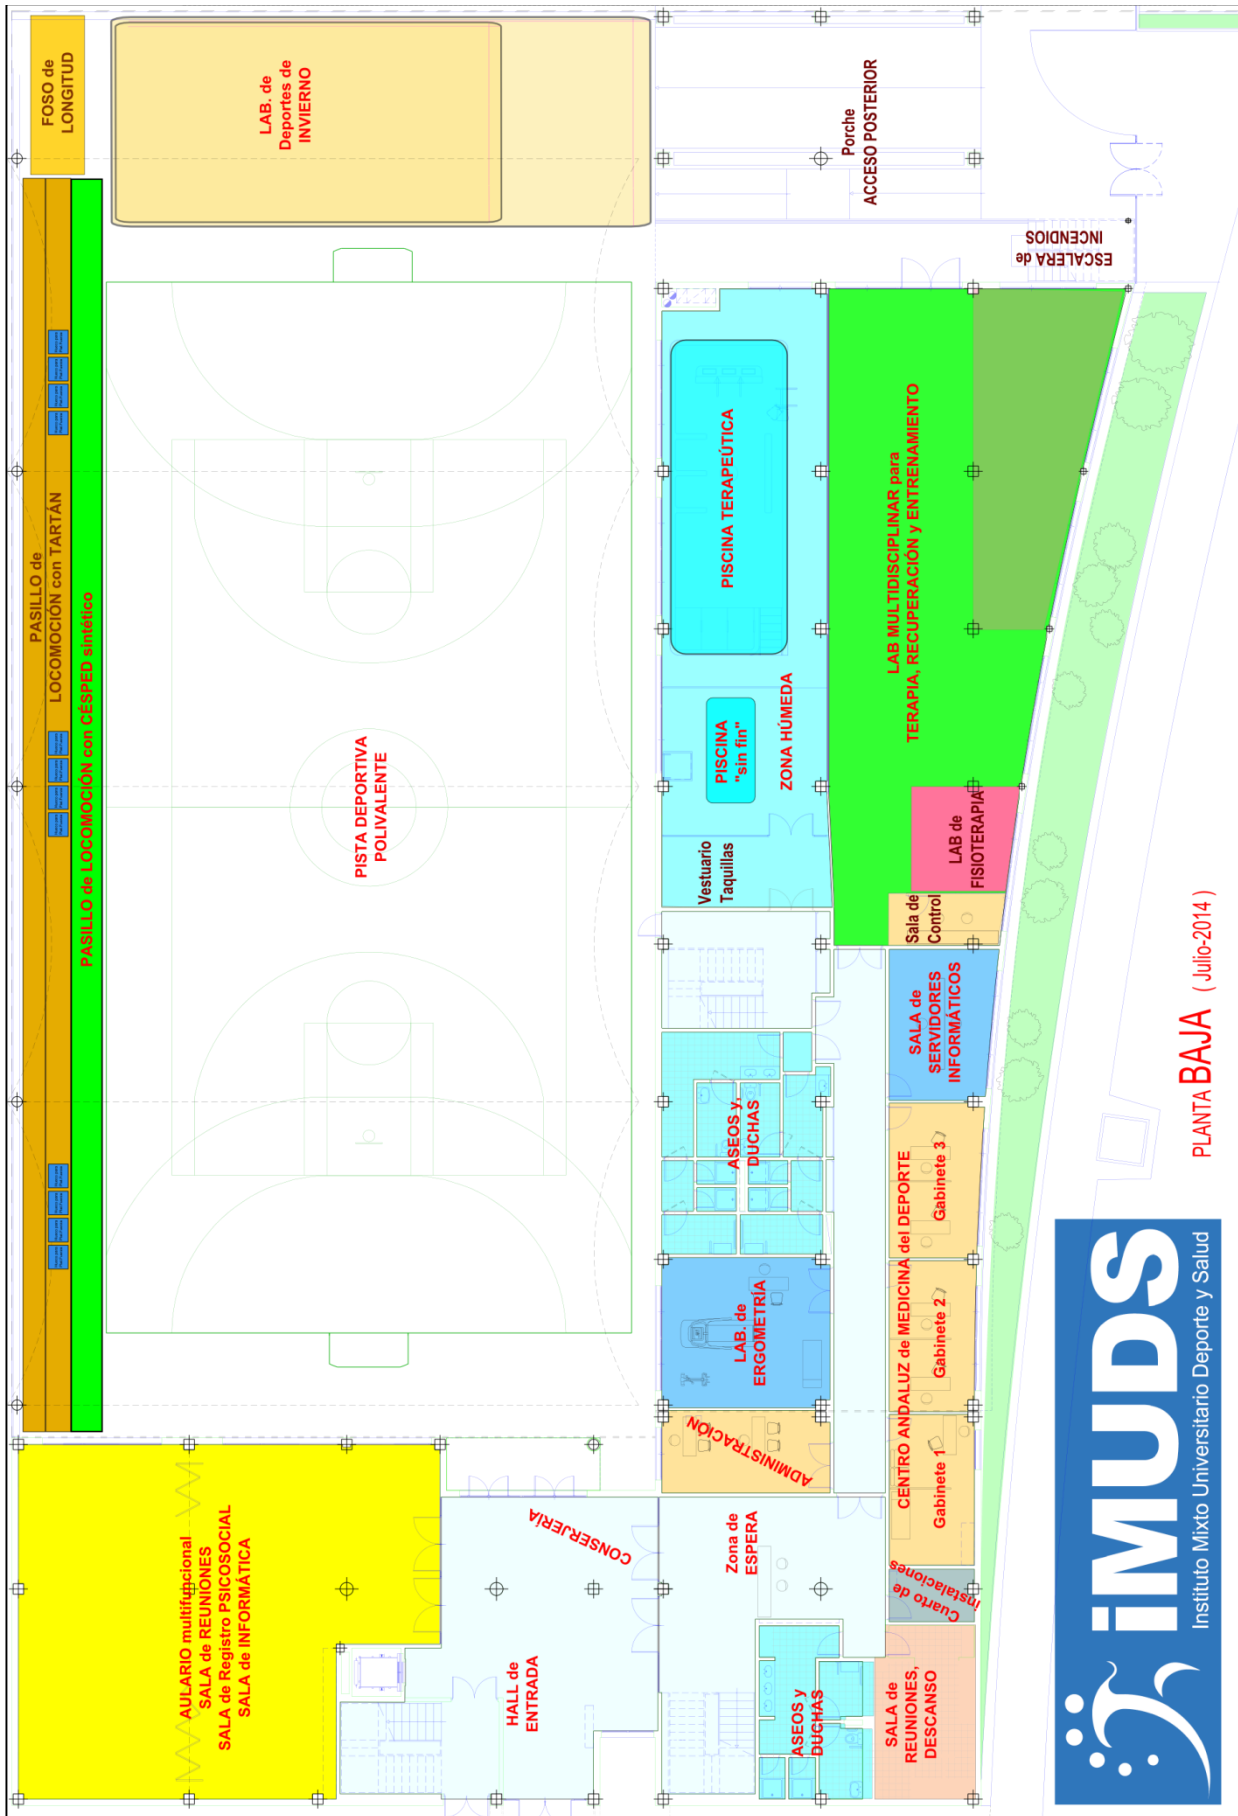 FOSO de
LONGITUD
LAB. de
Deportes de
INVIERNO
Porche
ACCESO POSTERIOR
ESCALERA de
INCENDIOS
PASILLO de
LOCOMOCIÓN con TARTÁN
PASILLO de LOCOMOCIÓN con CÉSPED sintético
PISTA DEPORTIVA
POLIVALENTE
PISCINA TERAPEÚTICA
PISCINA
"sin fin"
ZONA HÚMEDA
Vestuario
Taquillas
LAB MULTIDISCIPLINAR para
TERAPIA, RECUPERACIÓN y ENTRENAMIENTO
LAB de
FISIOTERAPIA
Sala de
Control
SALA de
SERVIDORES
INFORMÁTICOS
ASEOS y,
DUCHAS
LAB. de
ERGOMETRÍA
ADMINISTRACIÓN
CENTRO ANDALUZ de MEDICINA del DEPORTE
Gabinete 3
Gabinete 2
Gabinete 1
Cuarto de
instalaciones
AULARIO multifuncional
SALA de REUNIONES
SALA de Registro PSICOSOCIAL
SALA de INFORMÁTICA
CONSERJERÍA
HALL de
ENTRADA
Zona de
ESPERA
ASEOS y
DUCHAS
SALA de
REUNIONES,
DESCANSO
PLANTA BAJA ( Julio-2014 )
iMUDS
Instituto Mixto Universitario Deporte y Salud